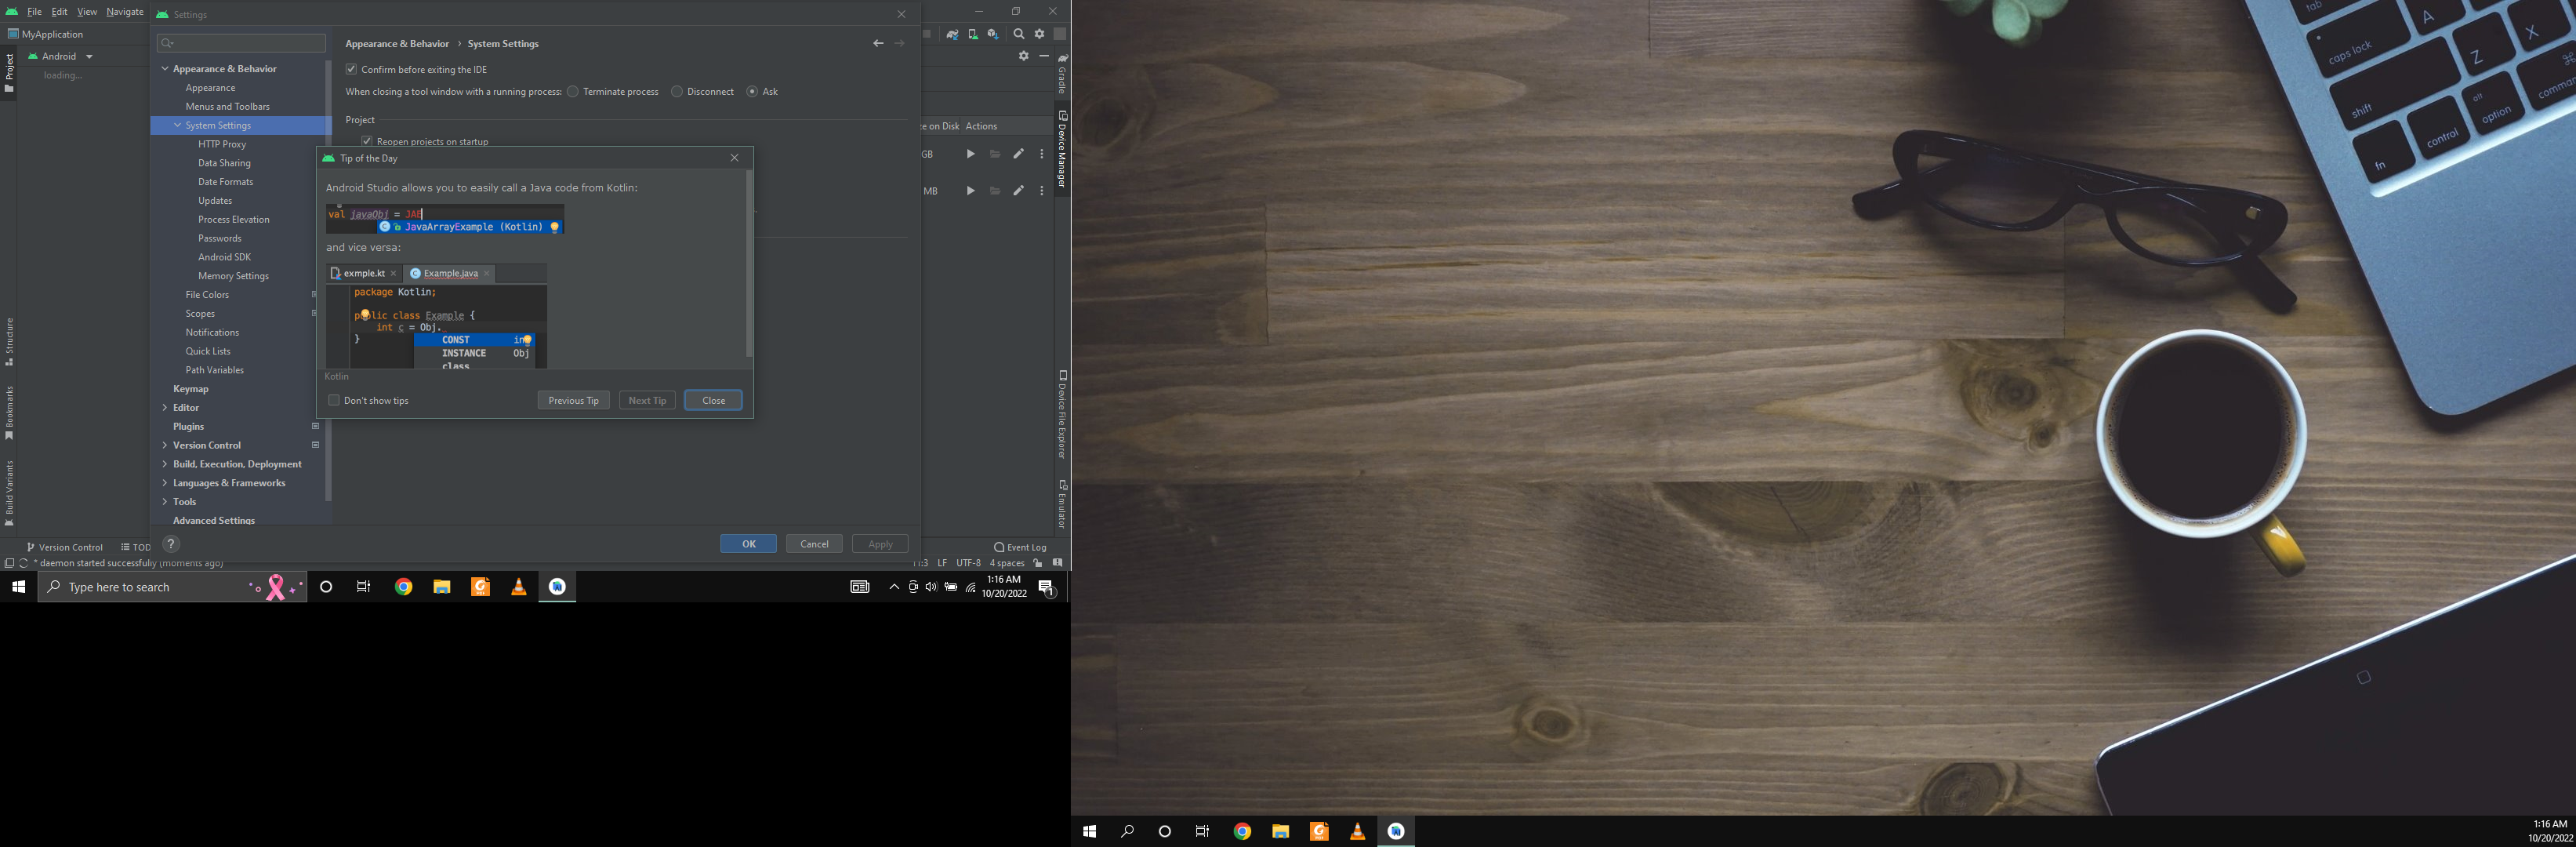 File Edit View Navigate
Settings
MyApplication
Android
loading...
Project
Structure
Bookmarks
Build Variants
Appearance & Behavior
Appearance
Menus and Toolbars
System Settings
HTTP Proxy
Data Sharing
Date Formats
Updates
Process Elevation
Passwords
Android SDK
Memory Settings
File Colors
Scopes
Notifications
Quick Lists
Path Variables
Keymap
Editor
Plugins
Version Control
Build, Execution, Deployment
Languages & Frameworks
Tools
Advanced Settings
Appearance & Behavior › System Settings
Confirm before exiting the IDE
When closing a tool window with a running process: Terminate process Disconnect Ask
Project
Reopen projects on startup
Tip of the Day
Android Studio allows you to easily call a Java code from Kotlin:
val javaObj = JAE
JavaArrayExample (Kotlin)
and vice versa:
exmple.kt Example.java
package Kotlin;
public class Example {
int c = Obj.
}
CONST
INSTANCE Obj
class
Kotlin
Don't show tips Previous Tip Next Tip Close
? OK Cancel Apply
on Disk Actions
GB
MB
Gradle
Device Manager
Device File Explorer
Emulator
Version Control TOD Event Log
* daemon started successfully (moments ago) LF UTF-8 4 spaces
Type here to search
1:16 AM
10/20/2022
1
tab
caps lock A
shift Z X
fn control option command
alt
1:16 AM
10/20/2022